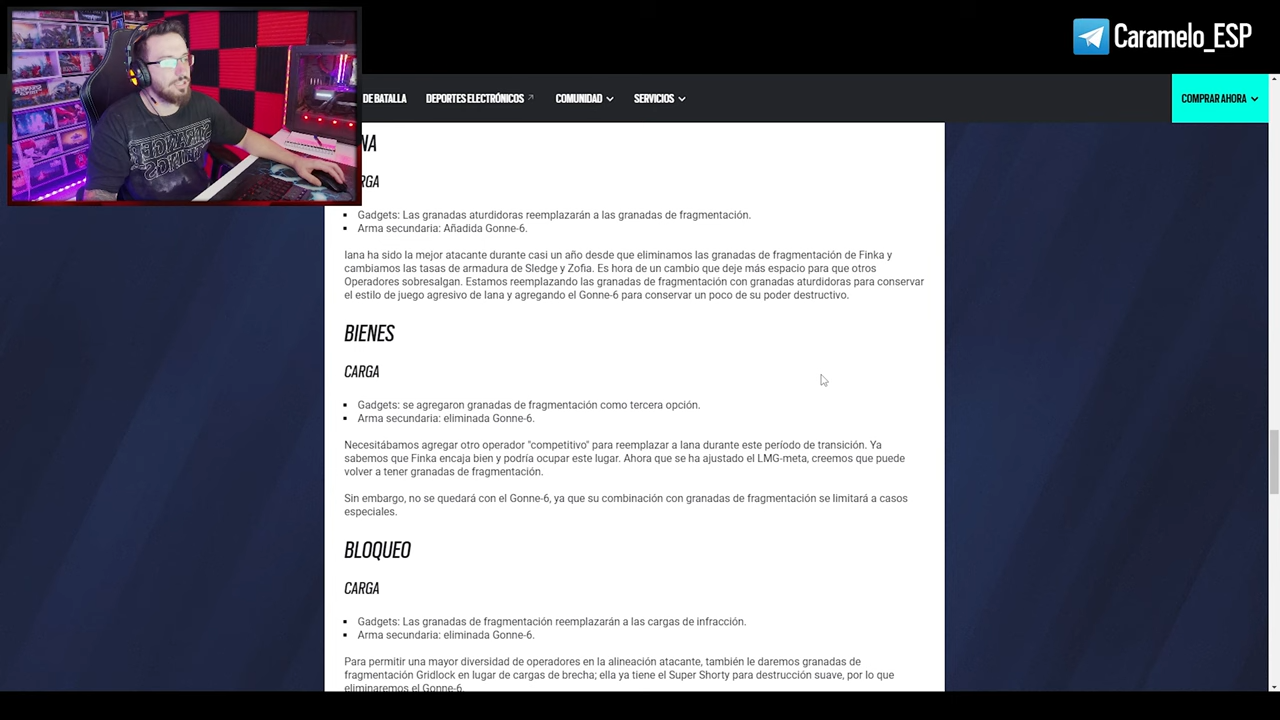 Caramelo_ESP
DE BATALLA DEPORTES ELECTRÓNICOS COMUNIDAD SERVICIOS COMPRAR AHORA
NA
RGA
Gadgets: Las granadas aturdidoras reemplazarán a las granadas de fragmentación.
Arma secundaria: Añadida Gonne-6.
Iana ha sido la mejor atacante durante casi un año desde que eliminamos las granadas de fragmentación de Finka y
cambiamos las tasas de armadura de Sledge y Zofia. Es hora de un cambio que deje más espacio para que otros
Operadores sobresalgan. Estamos reemplazando las granadas de fragmentación con granadas aturdidoras para conservar
el estilo de juego agresivo de Iana y agregando el Gonne-6 para conservar un poco de su poder destructivo.
BIENES
CARGA
Gadgets: se agregaron granadas de fragmentación como tercera opción.
Arma secundaria: eliminada Gonne-6.
Necesitábamos agregar otro operador "competitivo" para reemplazar a Iana durante este período de transición. Ya
sabemos que Finka encaja bien y podría ocupar este lugar. Ahora que se ha ajustado el LMG-meta, creemos que puede
volver a tener granadas de fragmentación.
Sin embargo, no se quedará con el Gonne-6, ya que su combinación con granadas de fragmentación se limitará a casos
especiales.
BLOQUEO
CARGA
Gadgets: Las granadas de fragmentación reemplazarán a las cargas de infracción.
Arma secundaria: eliminada Gonne-6.
Para permitir una mayor diversidad de operadores en la alineación atacante, también le daremos granadas de
fragmentación Gridlock en lugar de cargas de brecha; ella ya tiene el Super Shorty para destrucción suave, por lo que
eliminaremos el Gonne-6.